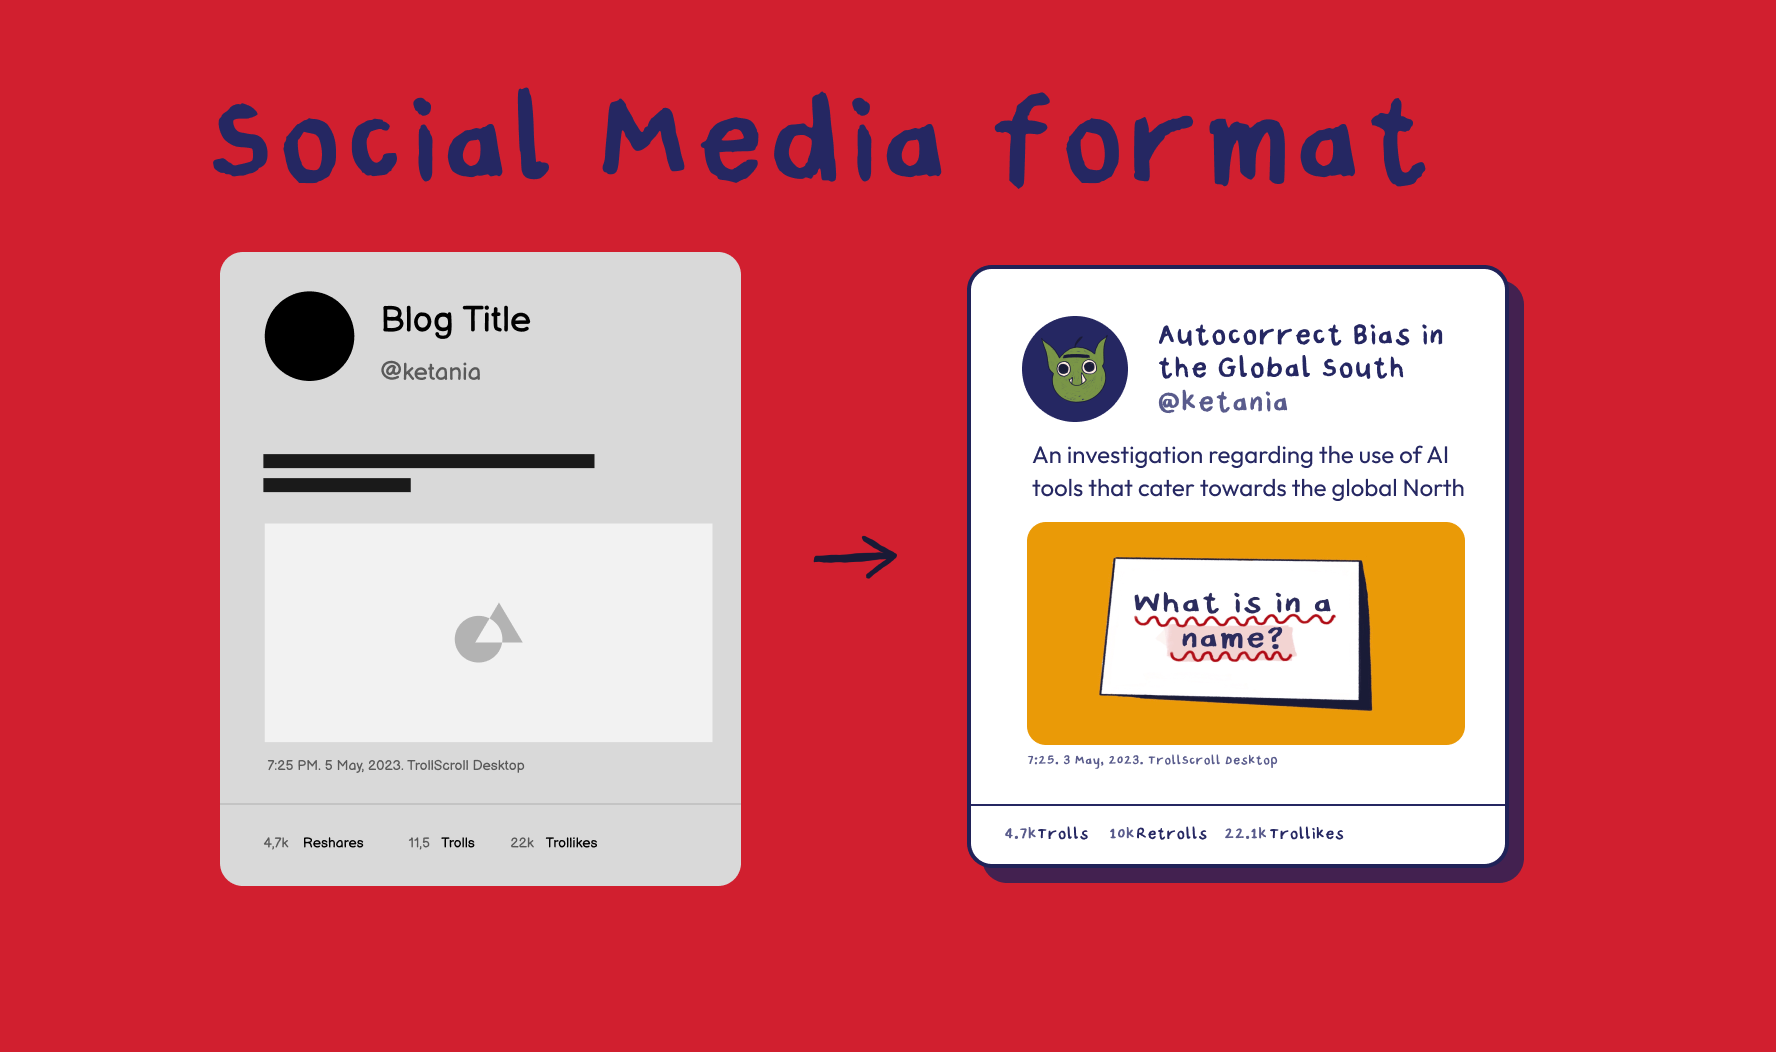 Social Media format
Blog Title
@ketania
7:25 PM. 5 May, 2023. TrollScroll Desktop
4,7k Reshares 11,5 Trolls 22k Trollikes
Autocorrect Bias in
the Global South
@ketania
An investigation regarding the use of AI
tools that cater towards the global North
What is in a
name?
7:25. 3 May, 2023. TrollScroll Desktop
4.7k Trolls 10k Retrolls 22.1k Trollikes